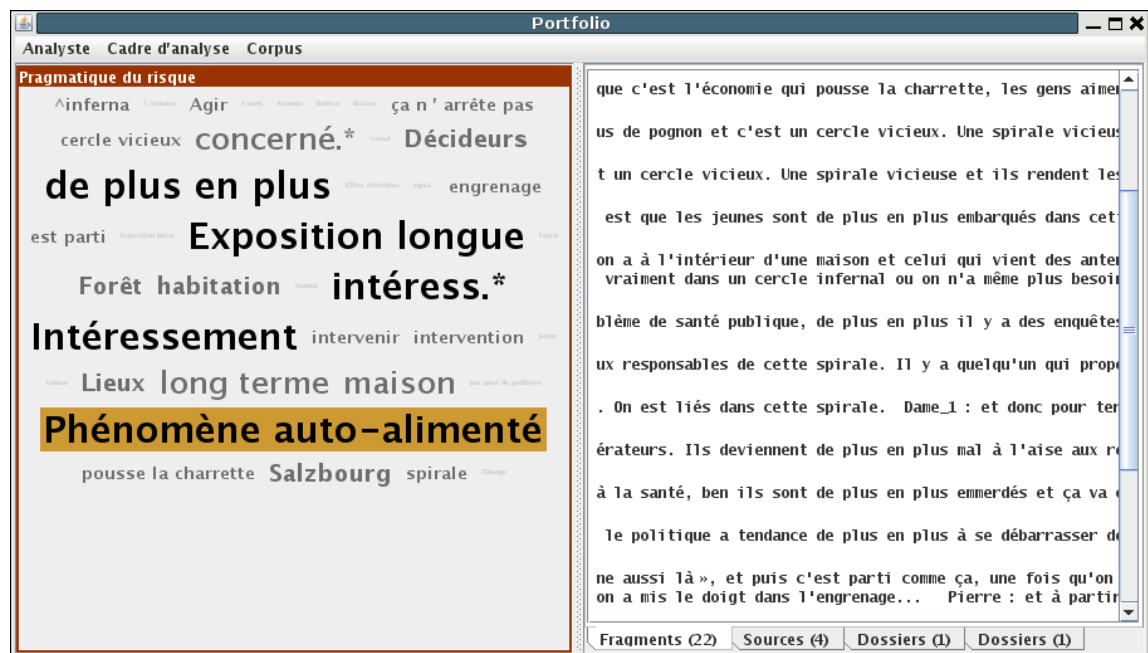 Portfolio
Analyste Cadre d'analyse Corpus
Pragmatique du risque
^inferna Agir ça n ' arrête pas
cercle vicieux concerné.* Décideurs
de plus en plus engrenage
est parti Exposition longue
Forêt habitation intéress.*
Intéressement intervenir intervention
Lieux long terme maison
Phénomène auto-alimenté
pousse la charrette Salzbourg spirale
que c'est l'économie qui pousse la charrette, les gens aimen
us de pognon et c'est un cercle vicieux. Une spirale vicieus
t un cercle vicieux. Une spirale vicieuse et ils rendent les
est que les jeunes sont de plus en plus embarqués dans cet
on a à l'intérieur d'une maison et celui qui vient des anten
vraiment dans un cercle infernal ou on n'a même plus besoi
blème de santé publique, de plus en plus il y a des enquêtes
ux responsables de cette spirale. Il y a quelqu'un qui prop
. On est liés dans cette spirale. Dame_1 : et donc pour ter
érateurs. Ils deviennent de plus en plus mal à l'aise aux r
à la santé, ben ils sont de plus en plus emmerdés et ça va
le politique a tendance de plus en plus à se débarrasser d
ne aussi là», et puis c'est parti comme ça, une fois qu'on
on a mis le doigt dans l'engrenage... Pierre : et à partir
Fragments (22) Sources (4) Dossiers (1) Dossiers (1)